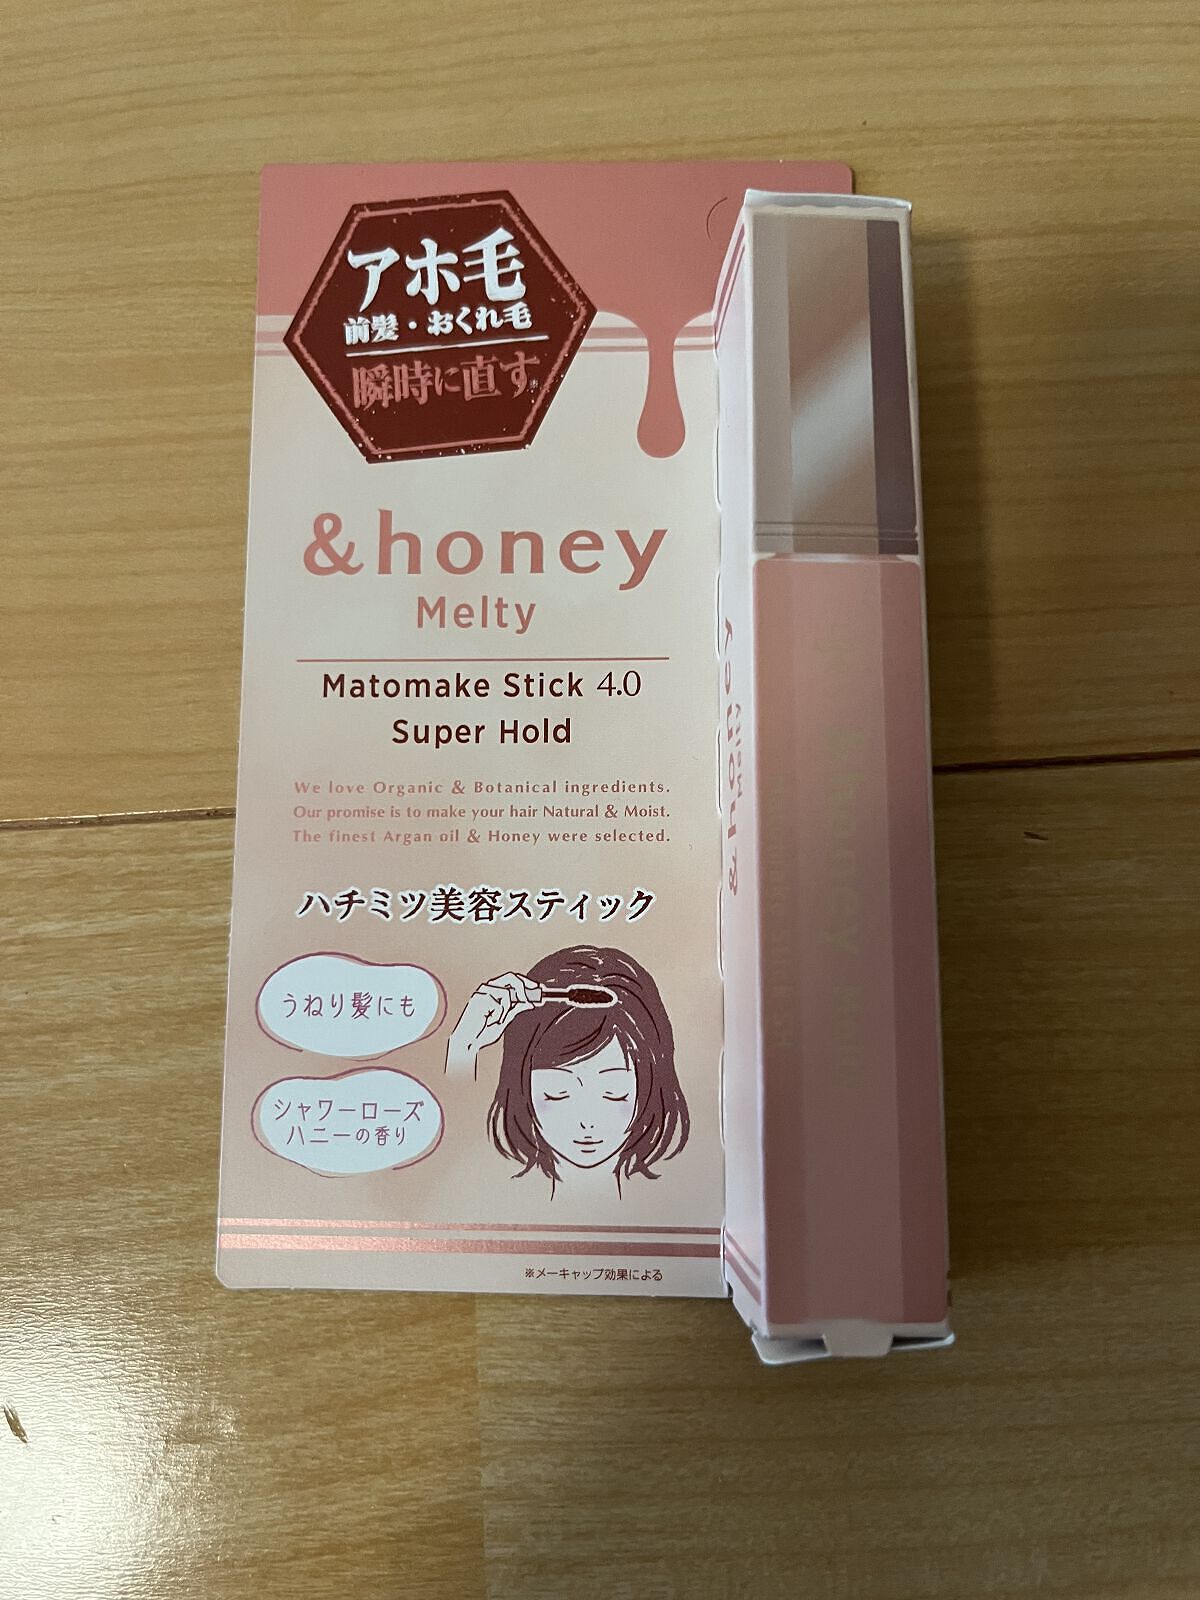 アホ毛
前髪・おくれ毛
瞬時に直す※
&honey
Melty
Matomake Stick 4.0
Super Hold
We love Organic & Botanical ingredients.
Our promise is to make your hair Natural & Moist.
The finest Argan oil & Honey were selected.
ハチミツ美容スティック
うねり髪にも
シャワーローズ
ハニーの香り
※メーキャップ効果による
&honey
Melty